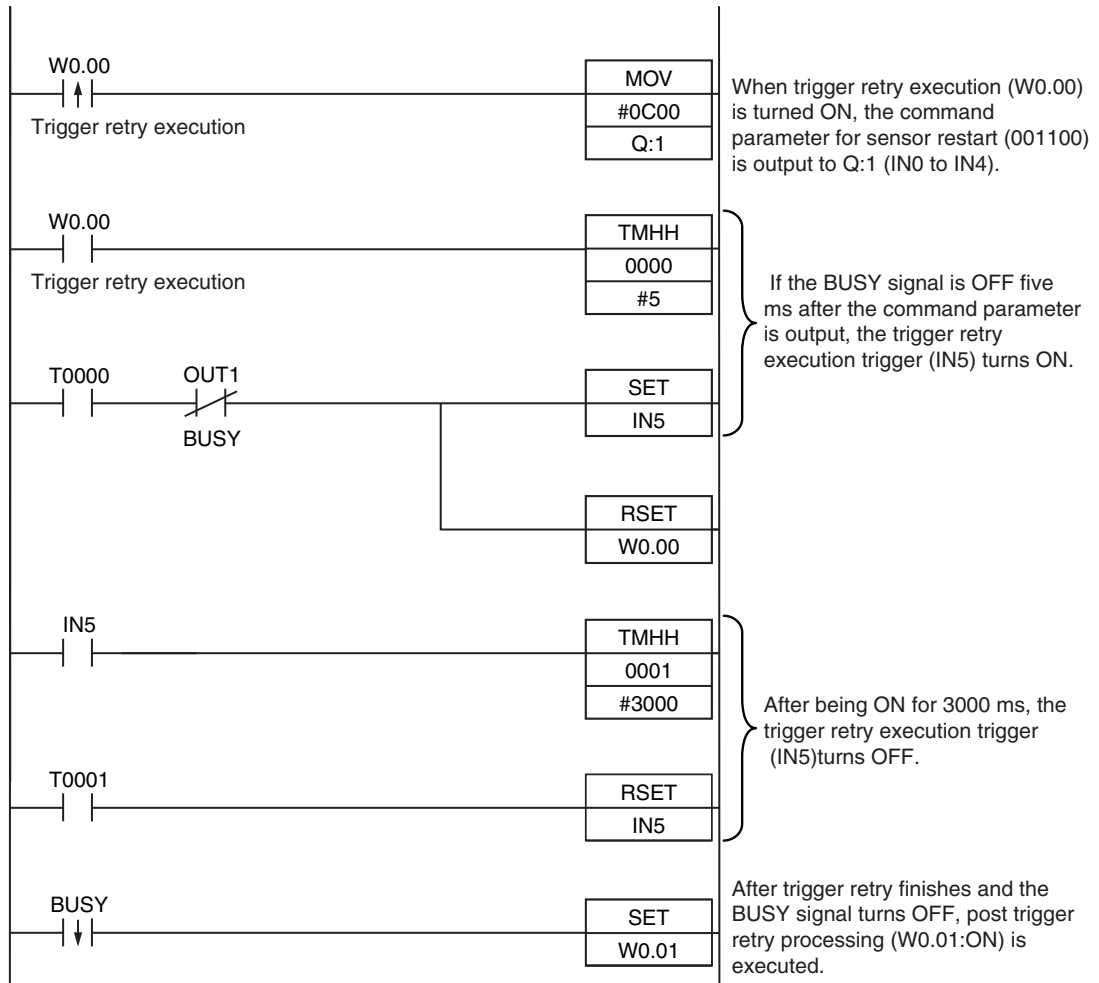 W0.00
Trigger retry execution
MOV
#0C00
Q:1
When trigger retry execution (W0.00)
is turned ON, the command
parameter for sensor restart (001100)
is output to Q:1 (IN0 to IN4).
W0.00
Trigger retry execution
TMHH
0000
#5
If the BUSY signal is OFF five
ms after the command parameter
is output, the trigger retry
execution trigger (IN5) turns ON.
T0000
OUT1
BUSY
SET
IN5
RSET
W0.00
IN5
TMHH
0001
#3000
After being ON for 3000 ms, the
trigger retry execution trigger
(IN5)turns OFF.
T0001
RSET
IN5
BUSY
SET
W0.01
After trigger retry finishes and the
BUSY signal turns OFF, post trigger
retry processing (W0.01:ON) is
executed.